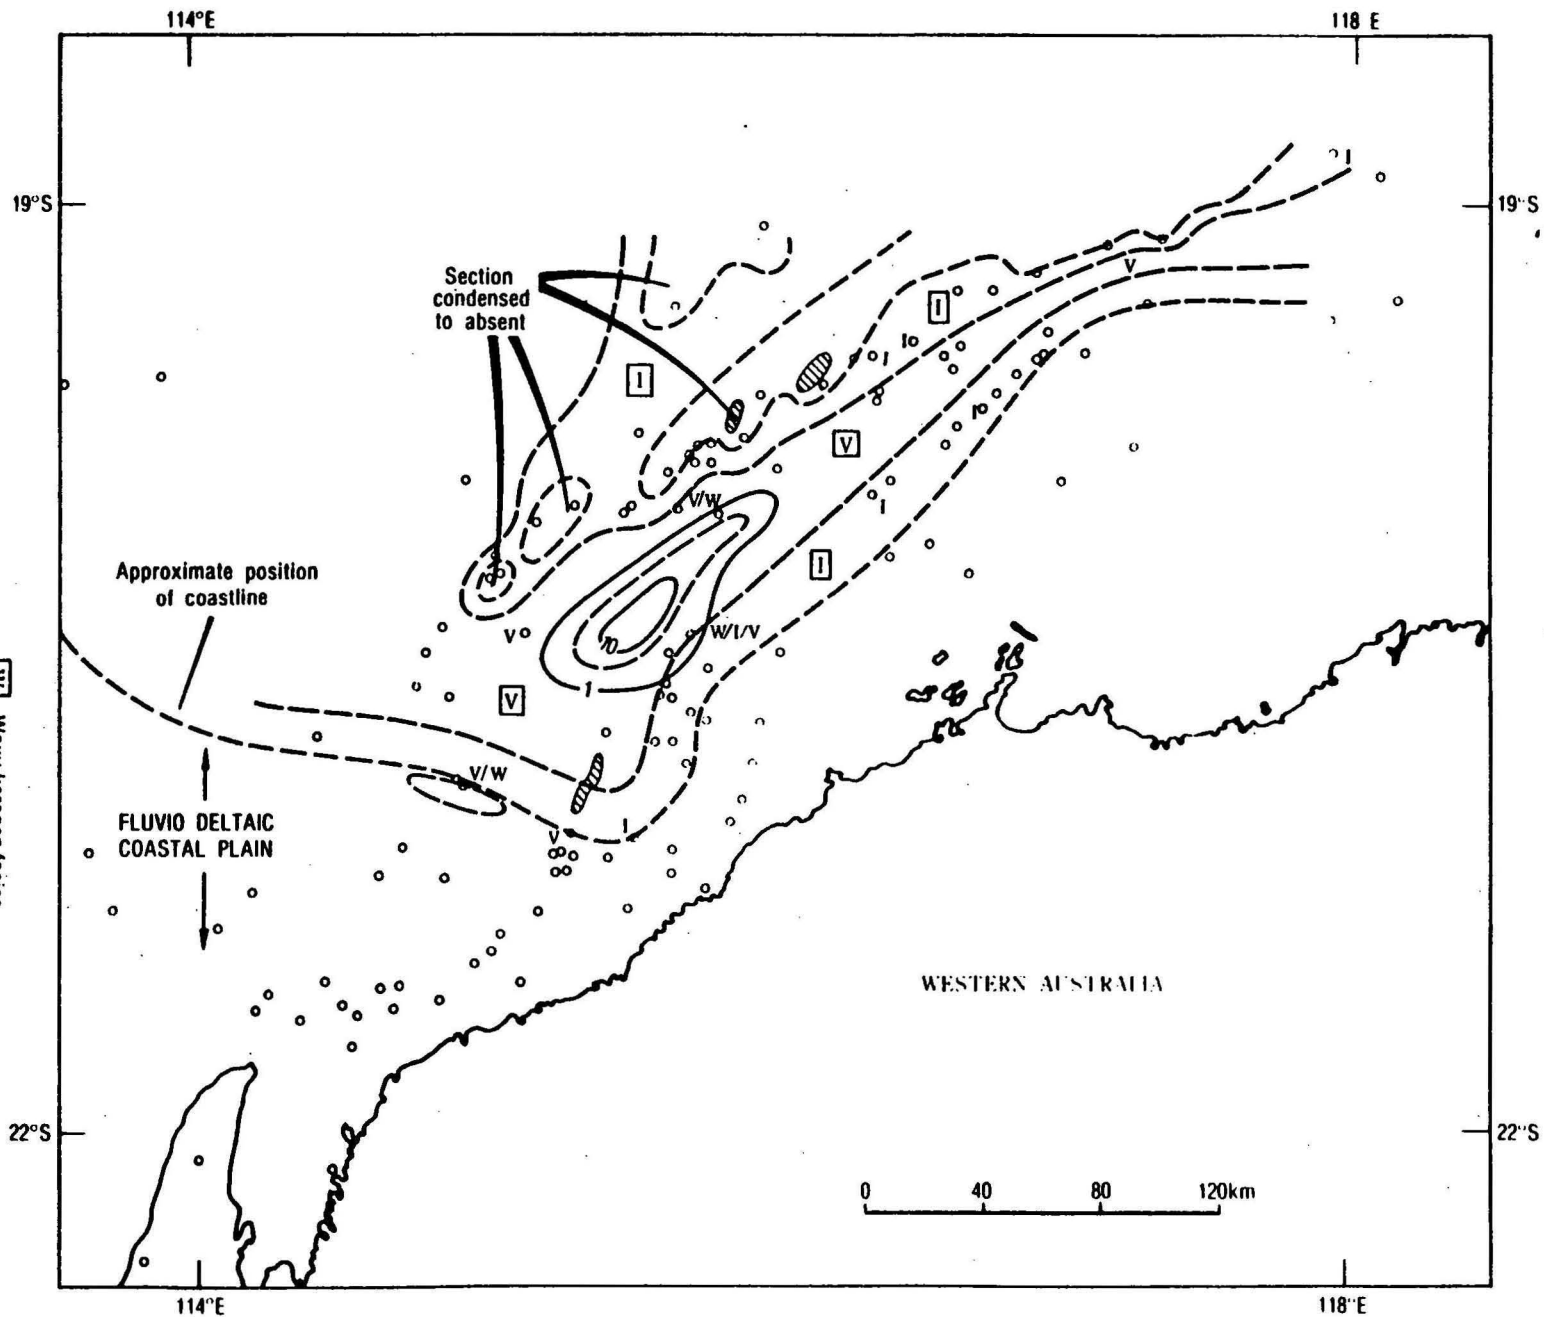 114°E
118 E
19°S
19°S
I
V
Section
condensed
to absent
I
I
I
I
I
V
V/W
I
I
Approximate position
of coastline
V
W/I/V
10
1
V
V/W
V
I
FLUVIO DELTAIC
COASTAL PLAIN
WESTERN AUSTRALIA
22°S
22°S
0 40 80 120km
114°E
118°E